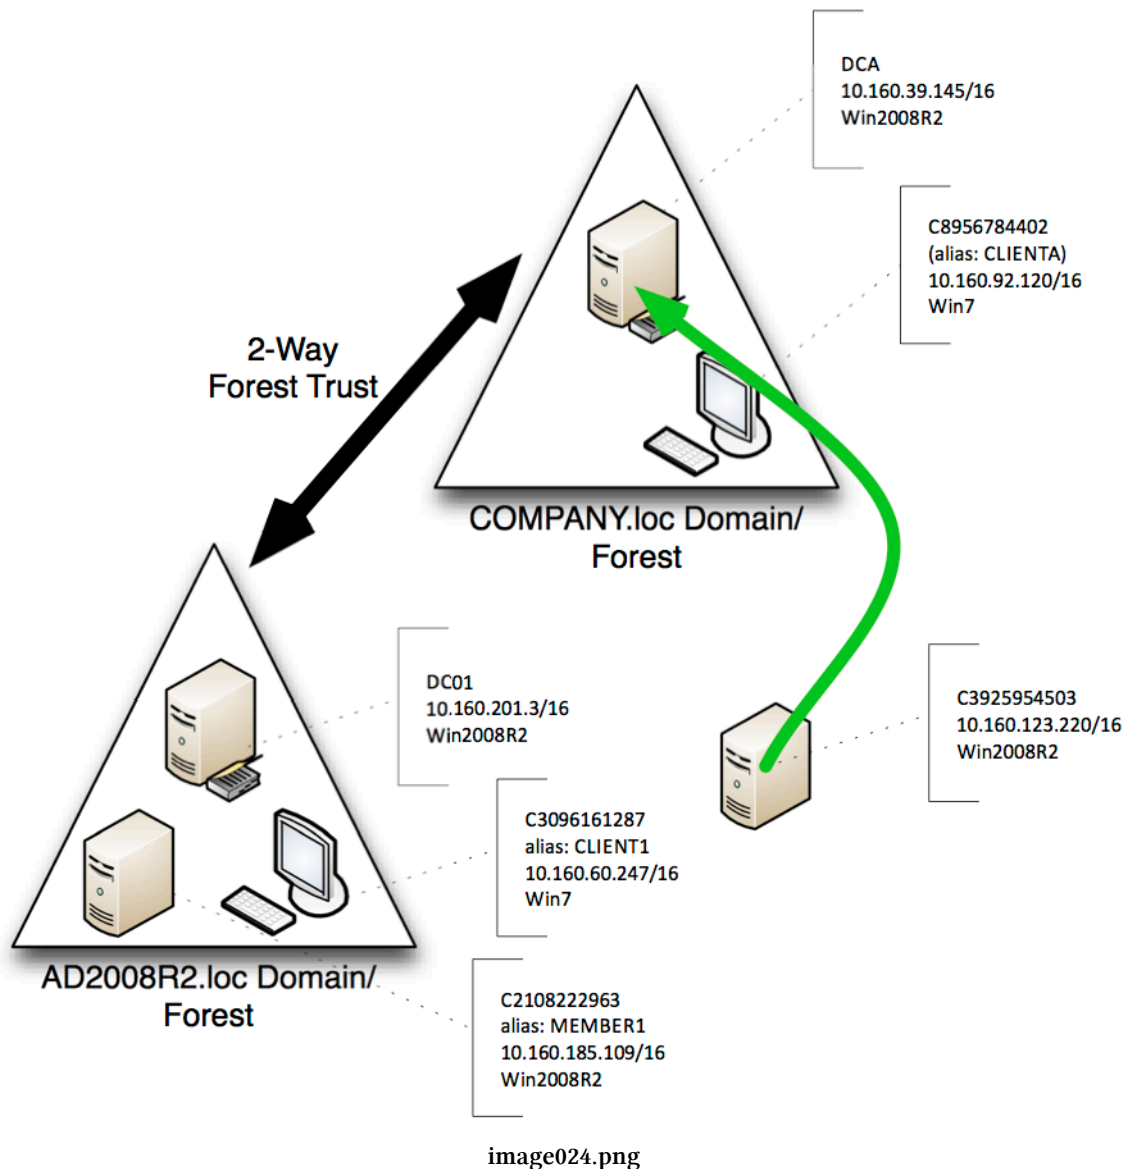 DCA
10.160.39.145/16
Win2008R2
C8956784402
(alias: CLIENTA)
10.160.92.120/16
Win7
2-Way
Forest Trust
COMPANY.loc Domain/
Forest
DC01
10.160.201.3/16
Win2008R2
C3925954503
10.160.123.220/16
Win2008R2
C3096161287
alias: CLIENT1
10.160.60.247/16
Win7
AD2008R2.loc Domain/
Forest
C2108222963
alias: MEMBER1
10.160.185.109/16
Win2008R2
image024.png